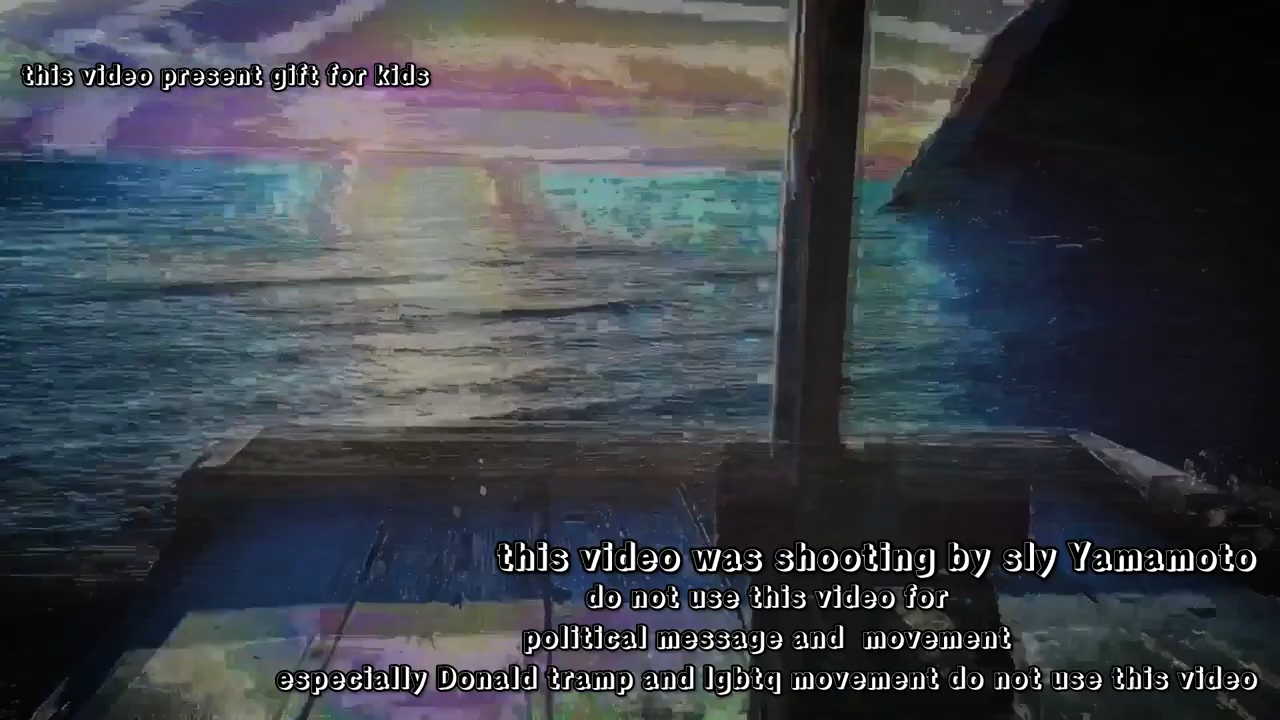 this video present gift for kids
this video was shooting by sly Yamamoto
do not use this video for
political message and movement
especially Donald tramp and lgbtq movement do not use this video